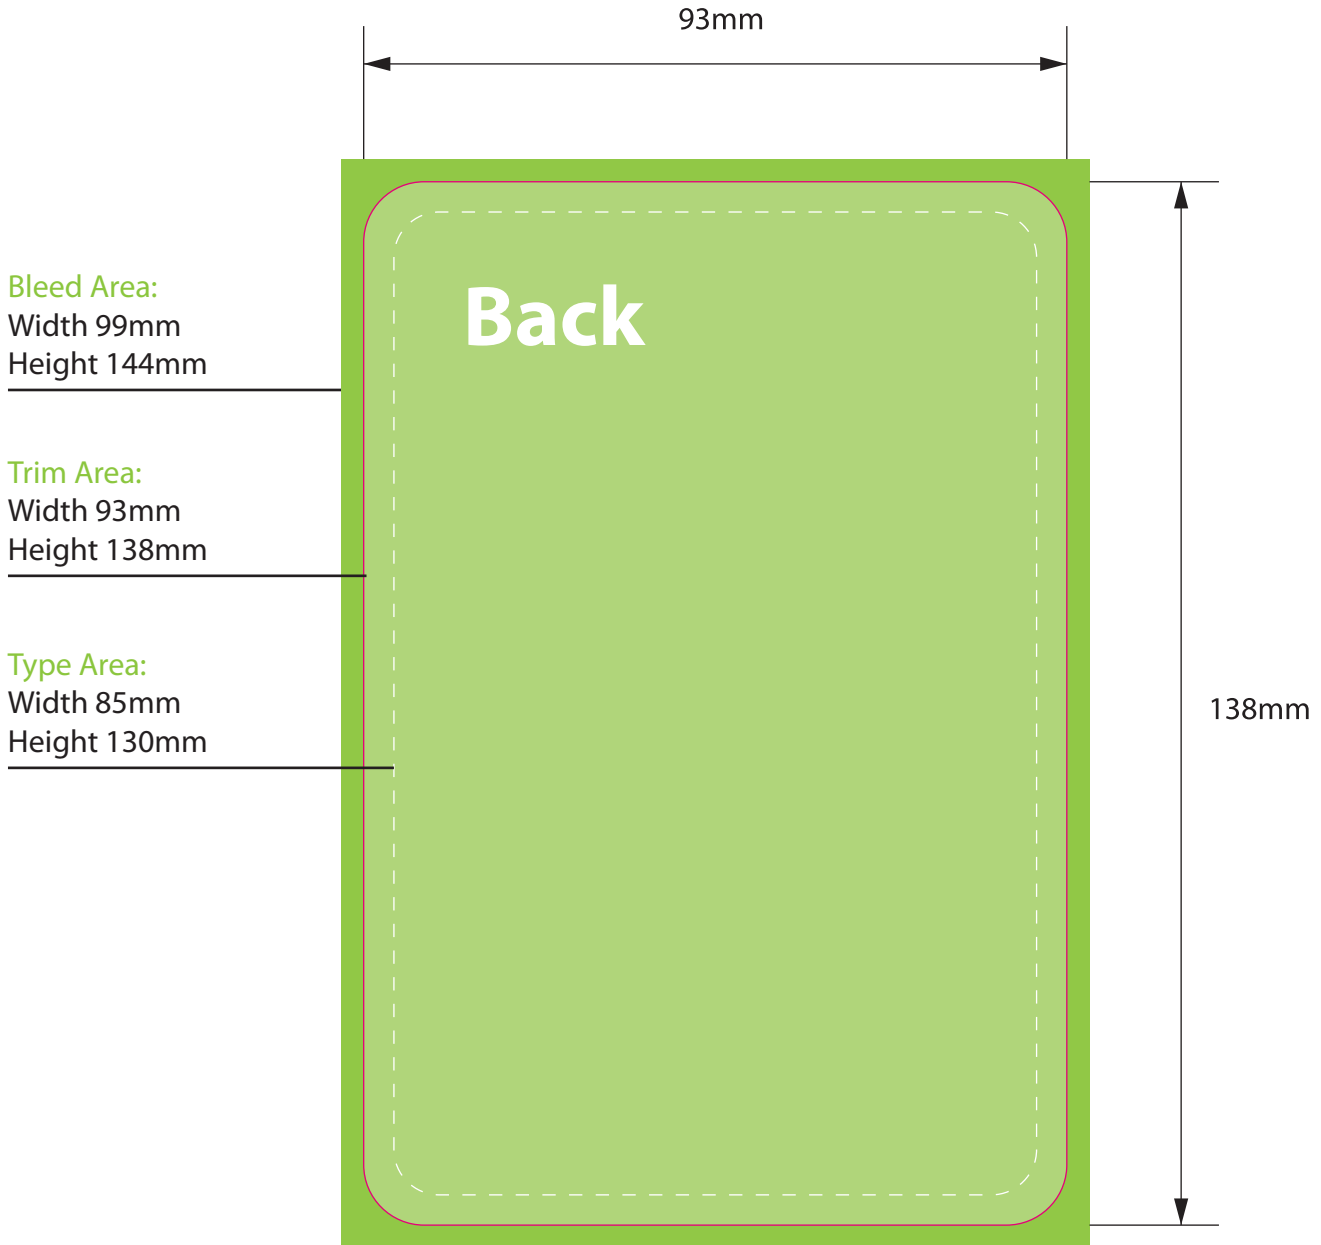 93mm
Back
Bleed Area:
Width 99mm
Height 144mm
Trim Area:
Width 93mm
Height 138mm
Type Area:
Width 85mm
Height 130mm
138mm